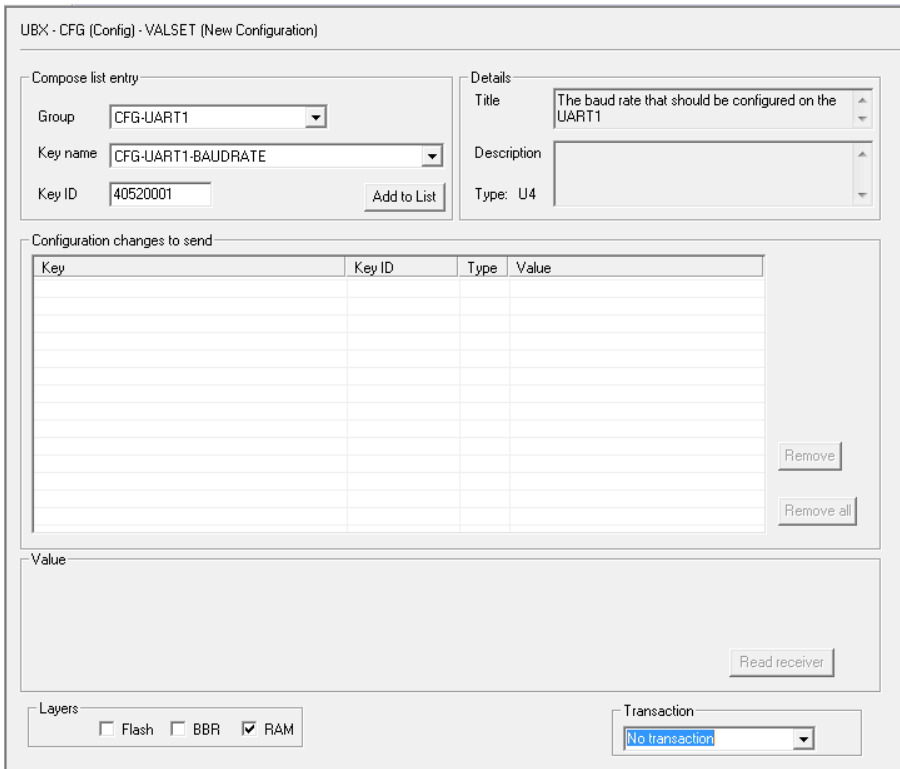 UBX - CFG (Config) - VALSET (New Configuration)
Compose list entry
Group CFG-UART1
Key name CFG-UART1-BAUDRATE
Key ID 40520001 Add to List
Details
Title The baud rate that should be configured on the
UART1
Description
Type: U4
Configuration changes to send
Key Key ID Type Value
Remove
Remove all
Value
Read receiver
Layers
Flash BBR RAM
Transaction
No transaction